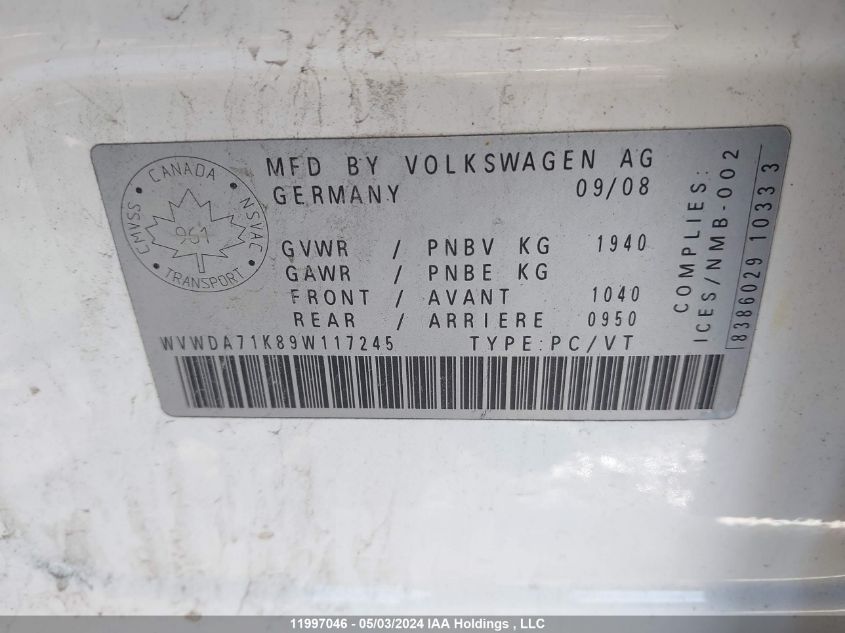 CANADA
CMVSS
NSVAC
961
TRANSPORT
MFD BY VOLKSWAGEN AG
GERMANY 09/08
GVWR / PNBV KG 1940
GAWR / PNBE KG
FRONT / AVANT 1040
REAR / ARRIERE 0950
WVWDA71K89W117245 TYPE:PC/VT
COMPLIES:
ICES/NMB-002
8386029 10333 3
11997046 - 05/03/2024 IAA Holdings , LLC